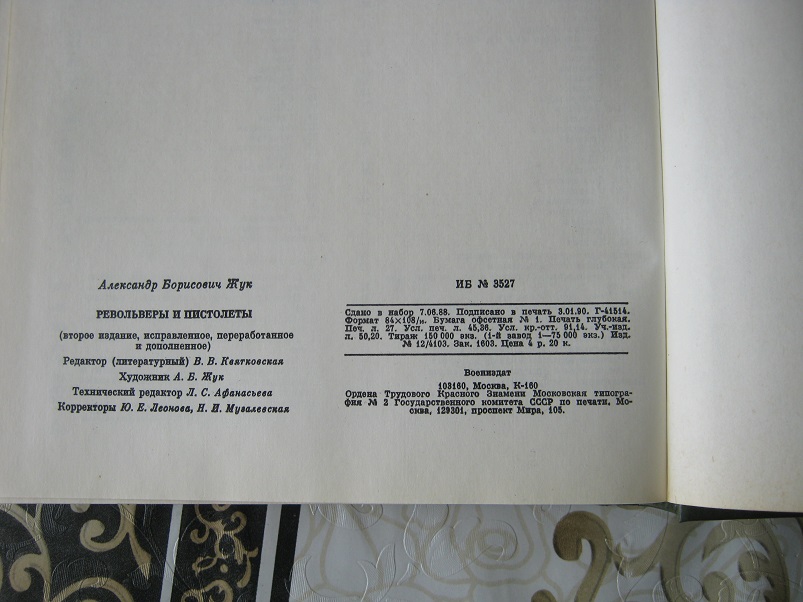 Александр Борисович Жук
РЕВОЛЬВЕРЫ И ПИСТОЛЕТЫ
(второе издание, исправленное, переработанное
и дополненное)
Редактор (литературный) В. В. Квятковская
Художник А. Б. Жук
Технический редактор Л. С. Афанасьева
Корректоры Ю. Е. Леонова, Н. И. Мувалевская
ИБ № 3527
Сдано в набор 7.06.88. Подписано в печать 3.01.90. Г-41514.
Формат 84×108/16. Бумага офсетная № 1. Печать глубокая.
Печ. л. 27. Усл. печ. л. 45,36. Усл. кр.-отт. 91,14. Уч.-изд.
л. 50,20. Тираж 150 000 экз. (1-й завод 1—75 000 экз.) Изд.
№ 12/4103. Зак. 1603. Цена 4 р. 20 к.
Воениздат
103160, Москва, К-160
Ордена Трудового Красного Знамени Московская типогра-
фия № 2 Государственного комитета СССР по печати. Мо-
сква, 129301, проспект Мира, 105.